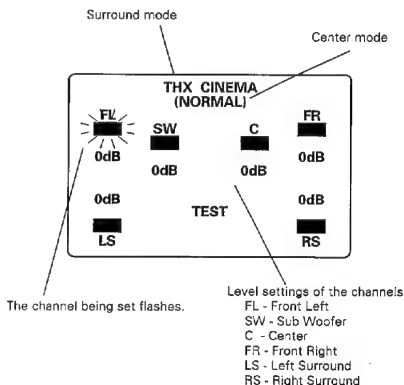 Surround mode
Center mode
THX CINEMA
(NORMAL)
FL
FR
SW
C
0dB
0dB
0dB
0dB
0dB
0dB
TEST
LS
RS
The channel being set flashes.
Level settings of the channels
FL - Front Left
SW - Sub Woofer
C - Center
FR - Front Right
LS - Left Surround
RS - Right Surround